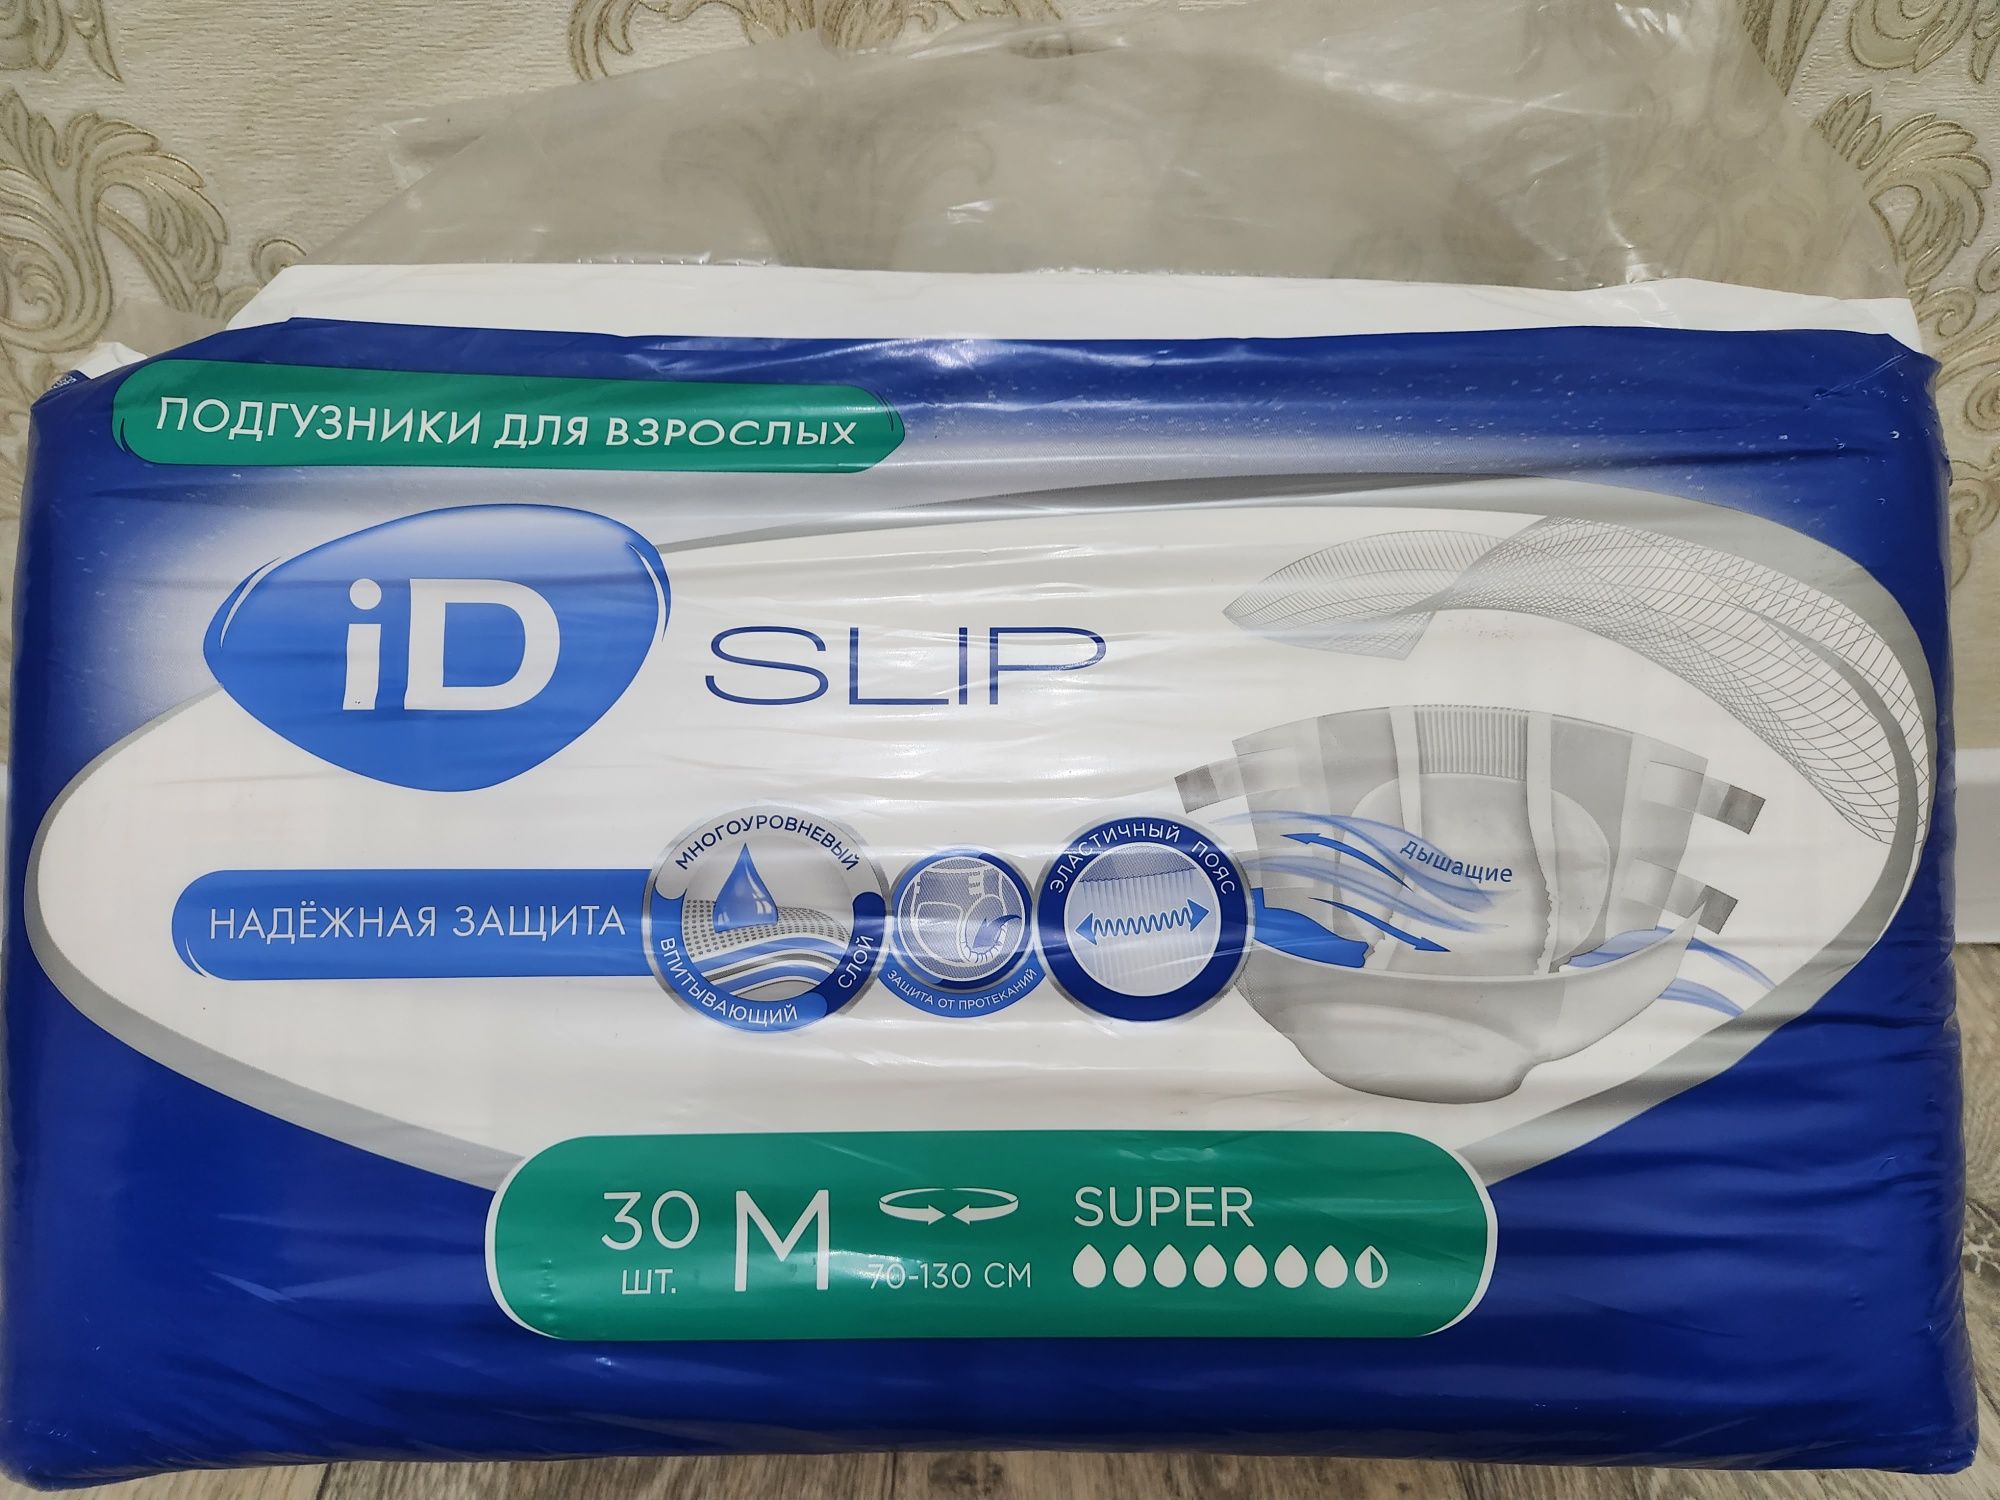 ПОДГУЗНИКИ ДЛЯ ВЗРОСЛЫХ
iD SLIP
НАДЁЖНАЯ ЗАЩИТА
МНОГОУРОВНЕВЫЙ
ВПИТЫВАЮЩИЙ
СЛОЙ
ЗАЩИТА ОТ ПРОТЕКАНИЙ
ЭЛАСТИЧНЫЙ ПОЯС
дышащие
30
ШТ.
M
70-130 СМ
SUPER